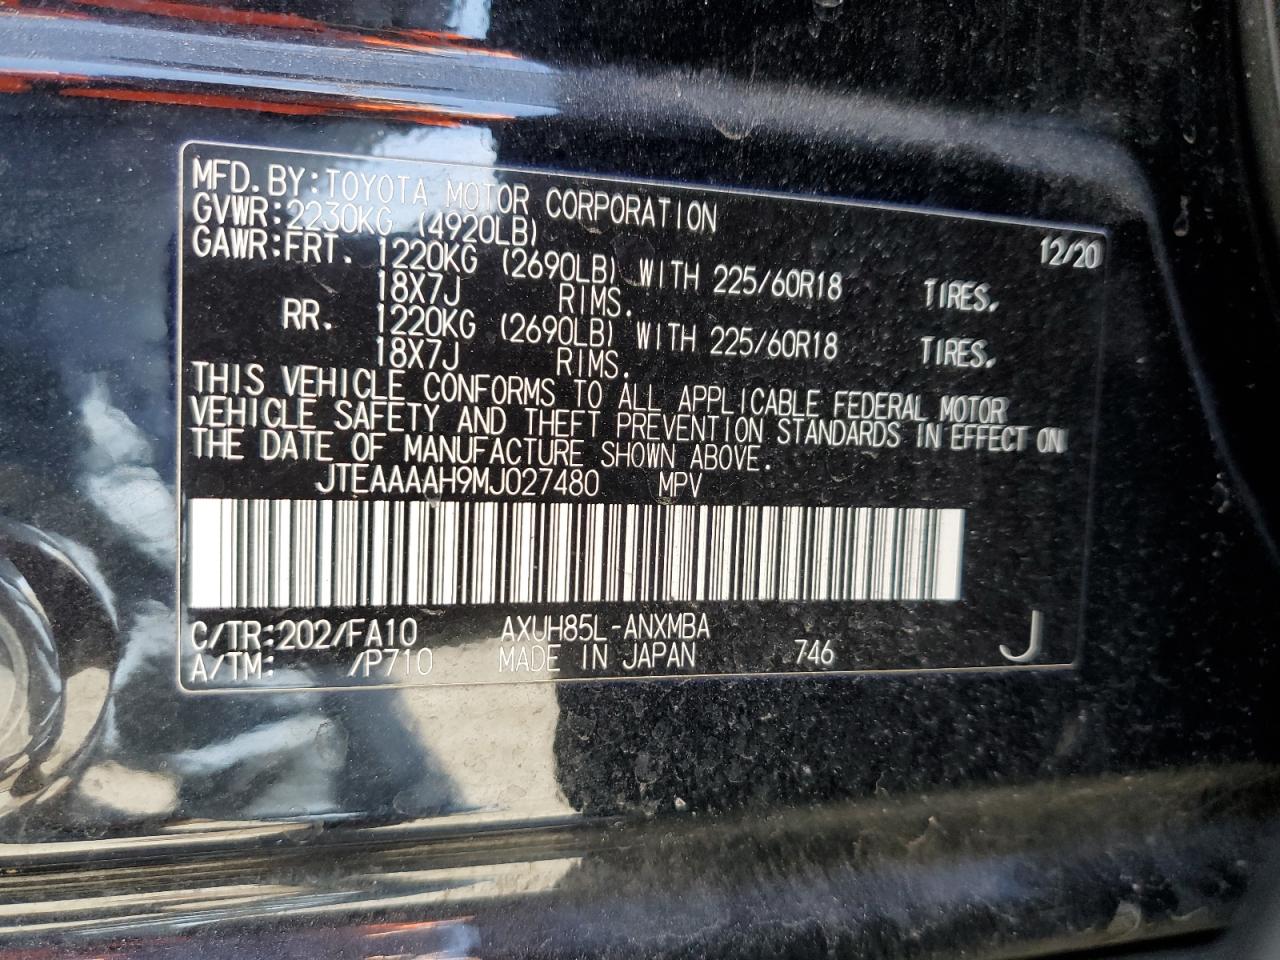 MFD.BY:TOYOTA MOTOR CORPORATION 12/20
GVWR:2230KG (4920LB)
GAWR:FRT. 1220KG (2690LB) WITH 225/60R18 TIRES.
18X7J RIMS.
RR. 1220KG (2690LB) WITH 225/60R18 TIRES.
18X7J RIMS.
THIS VEHICLE CONFORMS TO ALL APPLICABLE FEDERAL MOTOR
VEHICLE SAFETY AND THEFT PREVENTION STANDARDS IN EFFECT ON
THE DATE OF MANUFACTURE SHOWN ABOVE.
JTEAAAAH9MJ027480 MPV
C/TR:202/FA10 AXUH85L-ANXMBA
A/TM: /P710 MADE IN JAPAN 746 J